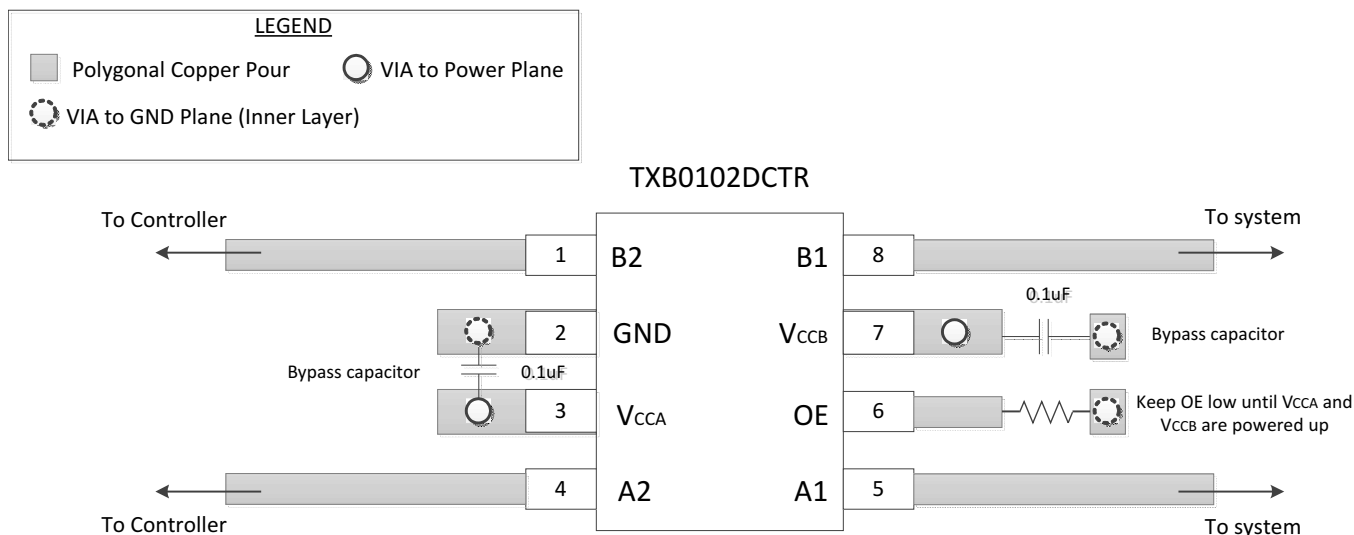 LEGEND
Polygonal Copper Pour
VIA to Power Plane
VIA to GND Plane (Inner Layer)
TXB0102DCTR
To Controller
To system
1
B2
B1
8
0.1uF
2
GND
VCCB
7
Bypass capacitor
Bypass capacitor
0.1uF
3
VCCA
OE
6
Keep OE low until VCCA and
VCCB are powered up
4
A2
A1
5
To Controller
To system